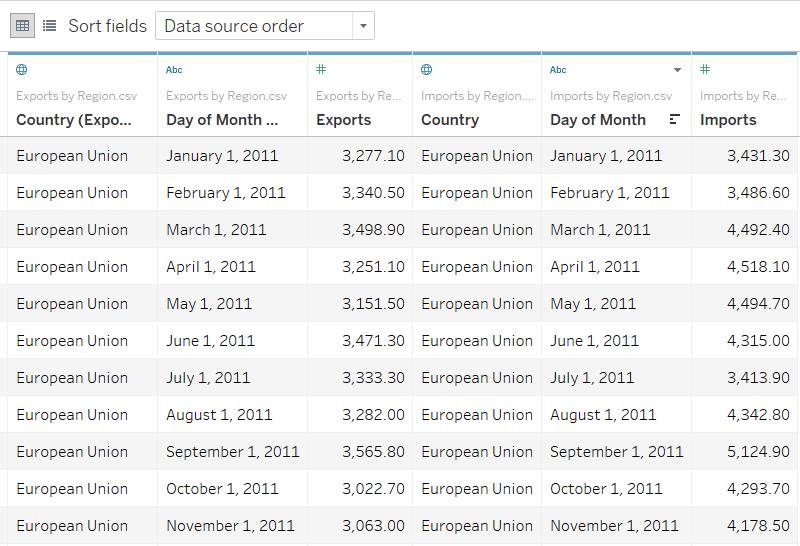 Sort fields Data source order
Abc # Abc #
Exports by Region.csv Exports by Region.csv Exports by Re... Imports by Region.... Imports by Region.csv Imports by Re...
Country (Expo... Day of Month ... Exports Country Day of Month Imports
European Union January 1, 2011 3,277.10 European Union January 1, 2011 3,431.30
European Union February 1, 2011 3,340.50 European Union February 1, 2011 3,486.60
European Union March 1, 2011 3,498.90 European Union March 1, 2011 4,492.40
European Union April 1, 2011 3,251.10 European Union April 1, 2011 4,518.10
European Union May 1, 2011 3,151.50 European Union May 1, 2011 4,494.70
European Union June 1, 2011 3,471.30 European Union June 1, 2011 4,315.00
European Union July 1, 2011 3,333.30 European Union July 1, 2011 3,413.90
European Union August 1, 2011 3,282.00 European Union August 1, 2011 4,342.80
European Union September 1, 2011 3,565.80 European Union September 1, 2011 5,124.90
European Union October 1, 2011 3,022.70 European Union October 1, 2011 4,293.70
European Union November 1, 2011 3,063.00 European Union November 1, 2011 4,178.50